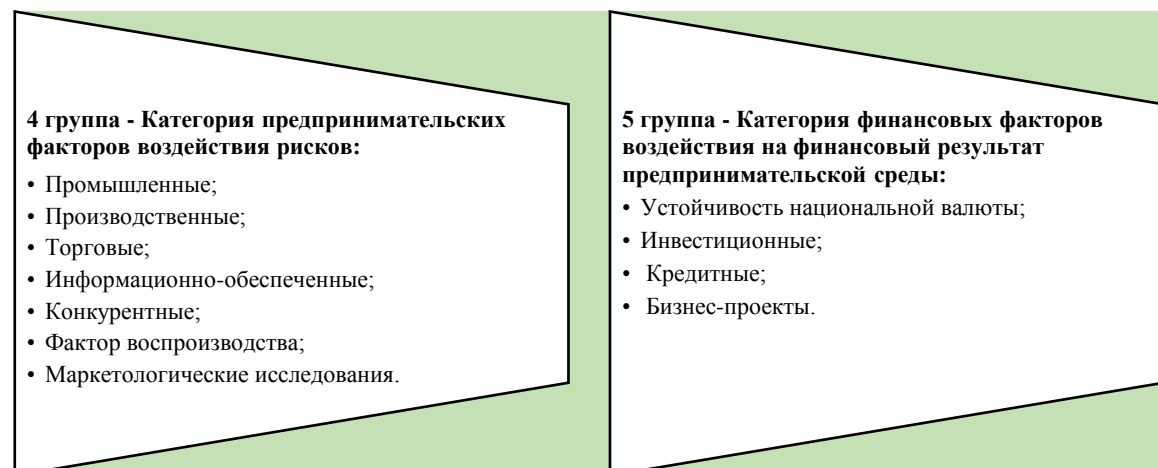 4 группа - Категория предпринимательских
факторов воздействия рисков:
• Промышленные;
• Производственные;
• Торговые;
• Информационно-обеспеченные;
• Конкурентные;
• Фактор воспроизводства;
• Маркетологические исследования.
5 группа - Категория финансовых факторов
воздействия на финансовый результат
предпринимательской среды:
• Устойчивость национальной валюты;
• Инвестиционные;
• Кредитные;
• Бизнес-проекты.